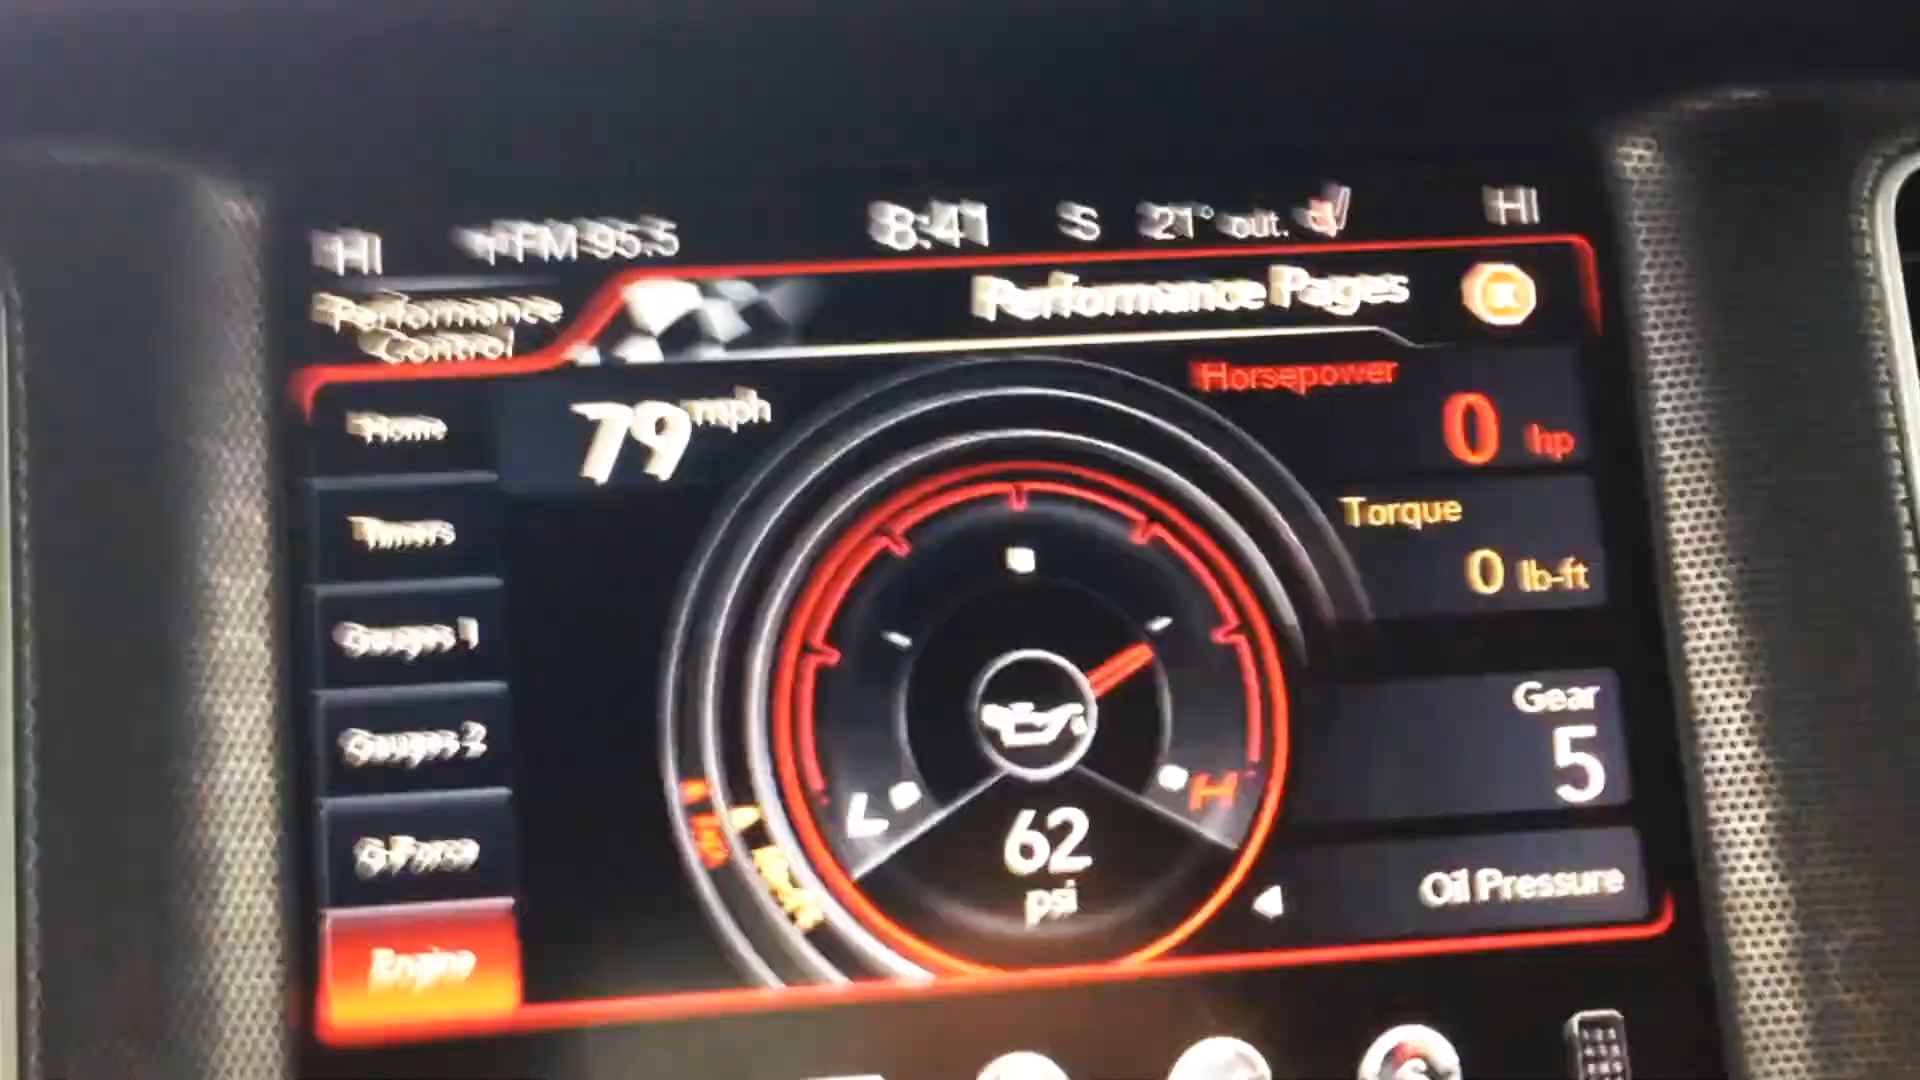 HI FM 95.5 8:41 S 21° out. HI
Performance
Control
Performance Pages
Home
Timers
Gauges 1
Gauges 2
G-Force
Engine
79 mph
Horsepower
0 hp
Torque
0 lb-ft
Gear
5
Oil Pressure
L
H
62
psi